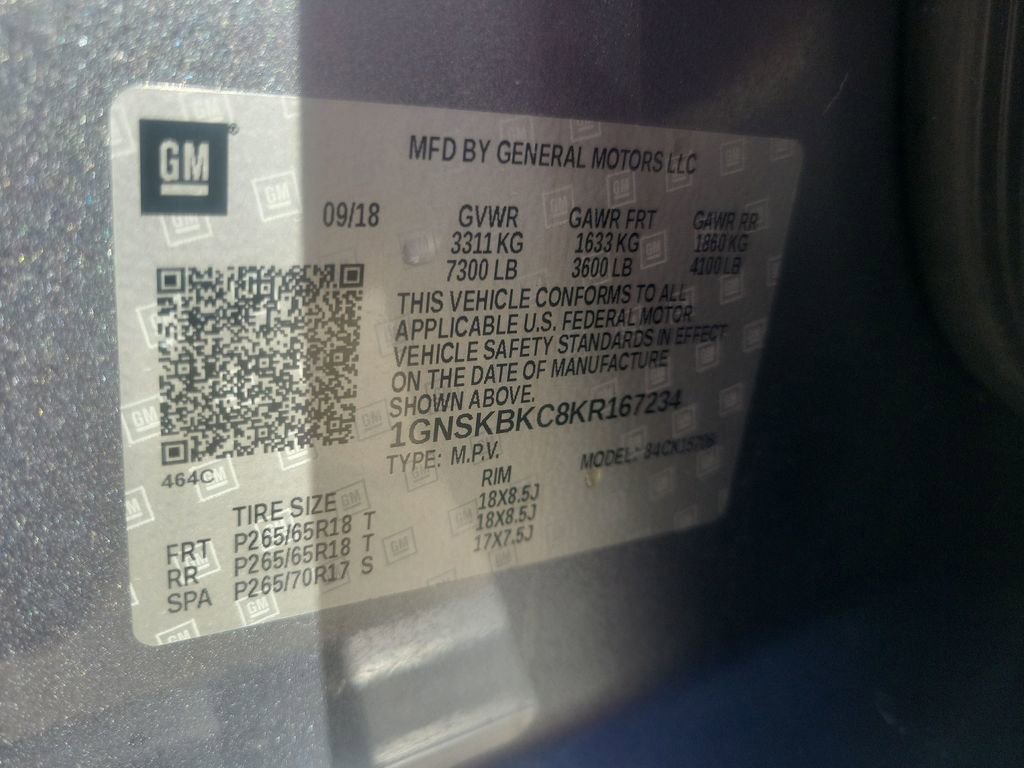 GM
MFD BY GENERAL MOTORS LLC
09/18 GVWR GAWR FRT GAWR RR
3311 KG 1633 KG 1860 KG
7300 LB 3600 LB 4100 LB
THIS VEHICLE CONFORMS TO ALL
APPLICABLE U.S. FEDERAL MOTOR
VEHICLE SAFETY STANDARDS IN EFFECT
ON THE DATE OF MANUFACTURE
SHOWN ABOVE.
1GNSKBKC8KR167234
TYPE: M.P.V. MODEL:
464C
TIRE SIZE RIM
FRT P265/65R18 T 18X8.5J
RR P265/65R18 T 18X8.5J
SPA P265/70R17 S 17X7.5J